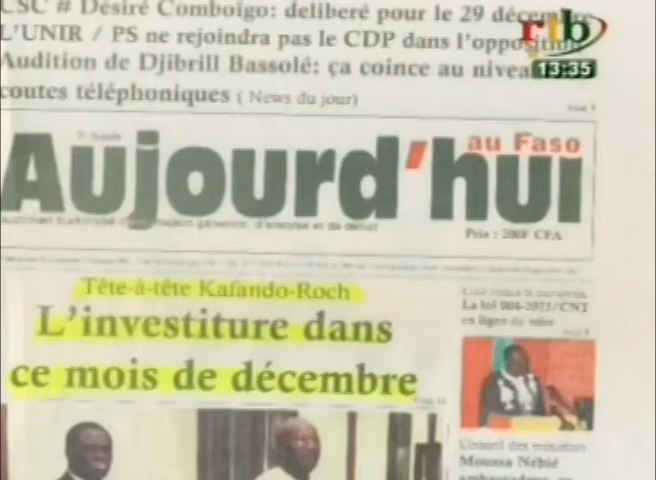 CSC # Désiré Comboïgo: deliberé pour le 29 décembre
L'UNIR / PS ne rejoindra pas le CDP dans l'opposition
Audition de Djibrill Bassolé: ça coince au nivea
coutes téléphoniques ( News du jour)
rtb
13:35
Aujourd'hui
au Faso
Prix : 200F CFA
Tête-à-tête Kafando-Roch
L'investiture dans
ce mois de décembre
La loi 004-2015/CNT
en ligne de mire
Conseil des ministres
Moussa Nébié